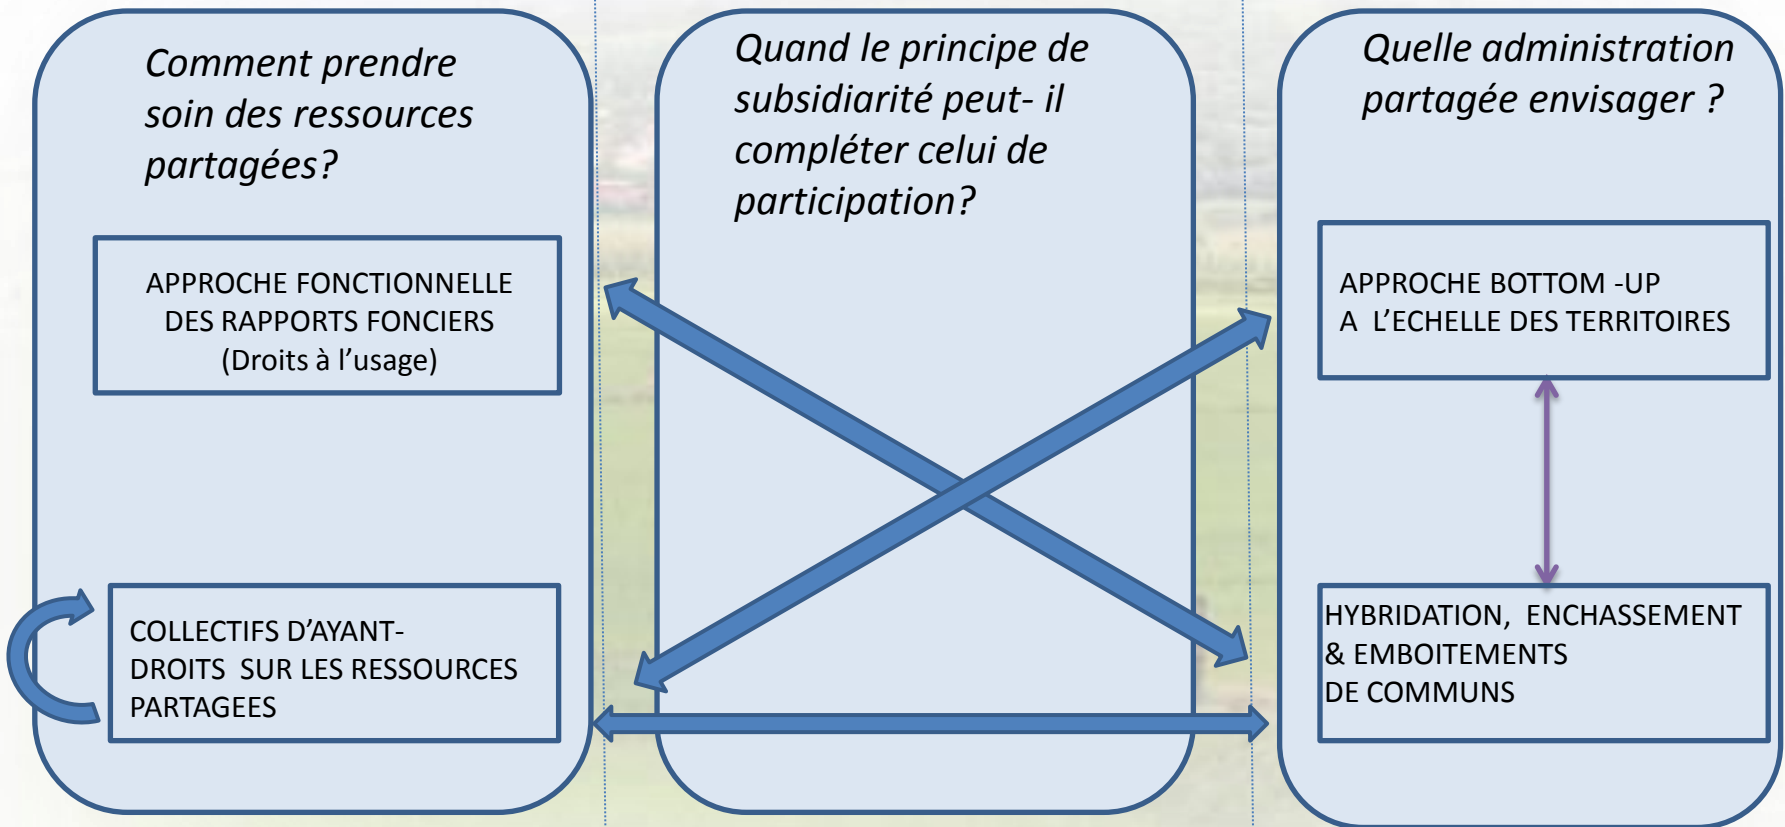 Comment prendre
soin des ressources
partagées?
APPROCHE FONCTIONNELLE
DES RAPPORTS FONCIERS
(Droits à l’usage)
COLLECTIFS D’AYANT-
DROITS SUR LES RESSOURCES
PARTAGEES
Quand le principe de
subsidiarité peut- il
compléter celui de
participation?
Quelle administration
partagée envisager ?
APPROCHE BOTTOM -UP
A L’ECHELLE DES TERRITOIRES
HYBRIDATION, ENCHASSEMENT
& EMBOITEMENTS
DE COMMUNS